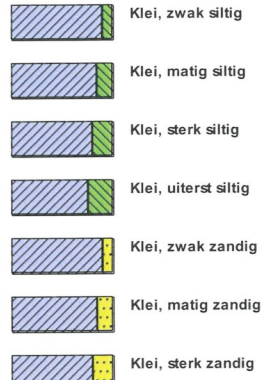 Klei, zwak siltig
Klei, matig siltig
Klei, sterk siltig
Klei, uiterst siltig
Klei, zwak zandig
Klei, matig zandig
Klei, sterk zandig